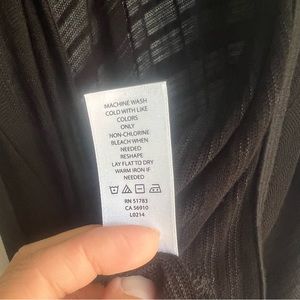 MACHINE WASH
COLD WITH LIKE
COLORS
ONLY
NON-CHLORINE
BLEACH WHEN
NEEDED
RESHAPE
LAY FLAT TO DRY
WARM IRON IF
NEEDED
RN 51783
CA 56910
L0214